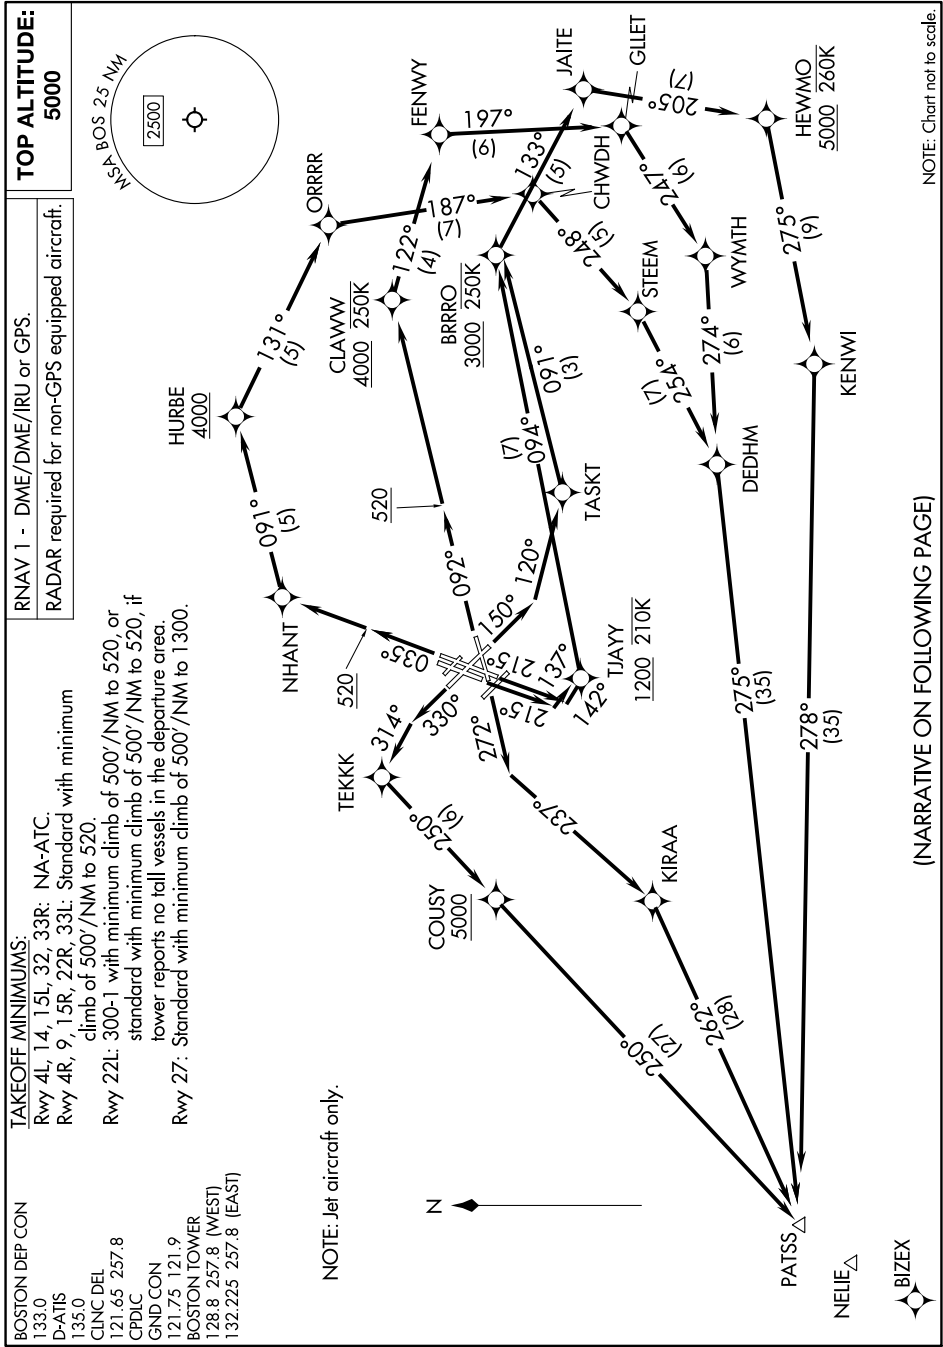 BOSTON DEP CON
133.0
D-ATIS
135.0
CLNC DEL
121.65 257.8
CPDLC
GND CON
121.75 121.9
BOSTON TOWER
128.8 257.8 (WEST)
132.225 257.8 (EAST)
TAKEOFF MINIMUMS:
Rwy 4L, 14, 15L, 32, 33R: NA-ATC.
Rwy 4R, 9, 15R, 22R, 33L: Standard with minimum
climb of 500'/NM to 520.
Rwy 22L: 300-1 with minimum climb of 500'/NM to 520, or
standard with minimum climb of 500'/NM to 520, if
tower reports no tall vessels in the departure area.
Rwy 27: Standard with minimum climb of 500'/NM to 1300.
RNAV 1 - DME/DME/IRU or GPS.
RADAR required for non-GPS equipped aircraft.
TOP ALTITUDE:
5000
MSA BOS 25 NM
2500
NOTE: Jet aircraft only.
N
HURBE
4000
091°
(5)
131°
(5)
ORRRR
NHANT
520
035°
TEKKK
314°
330°
250°
(6)
COUSY
5000
250°
(27)
520
092°
CLAWW
4000 250K
122°
(4)
FENWY
197°
(6)
187°
(7)
BRRRO
3000 250K
133°
(5)
JAITE
GLLET
CHWDH
205°
(7)
HEWMO
5000 260K
247°
(6)
WYMTH
248°
(5)
STEEM
274°
(6)
254°
(7)
DEDHM
275°
(9)
KENWI
091°
(3)
094°
(7)
TASKT
120°
150°
215°
215°
137°
142°
TJAYY
1200 210K
272°
237°
KIRAA
262°
(28)
275°
(35)
278°
(35)
PATSS
NELIE
BIZEX
(NARRATIVE ON FOLLOWING PAGE)
NOTE: Chart not to scale.